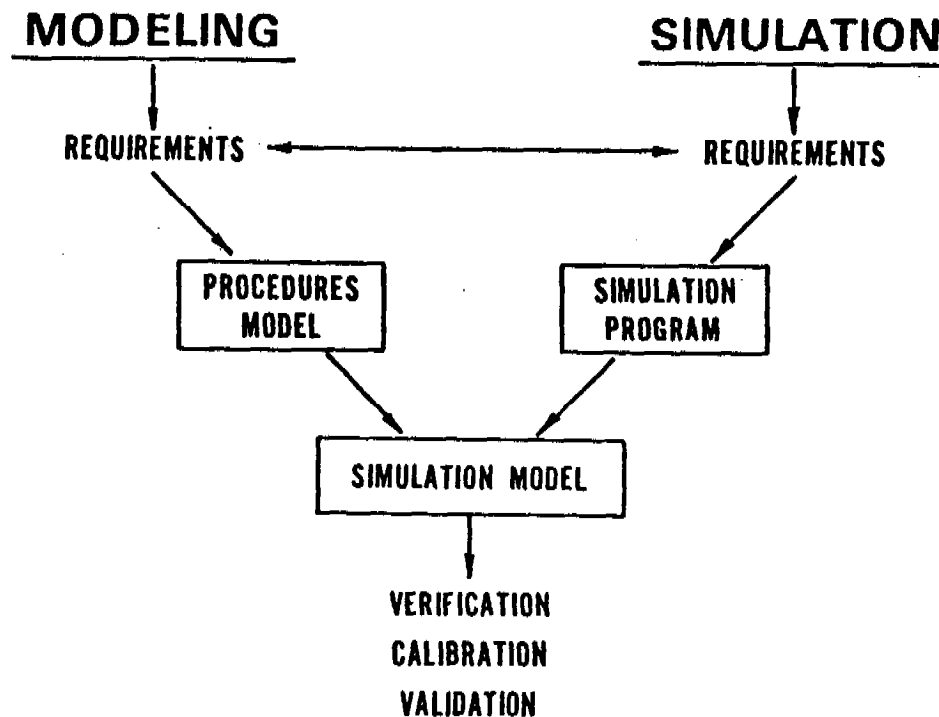 MODELING
SIMULATION
REQUIREMENTS
REQUIREMENTS
PROCEDURES
MODEL
SIMULATION
PROGRAM
SIMULATION MODEL
VERIFICATION
CALIBRATION
VALIDATION